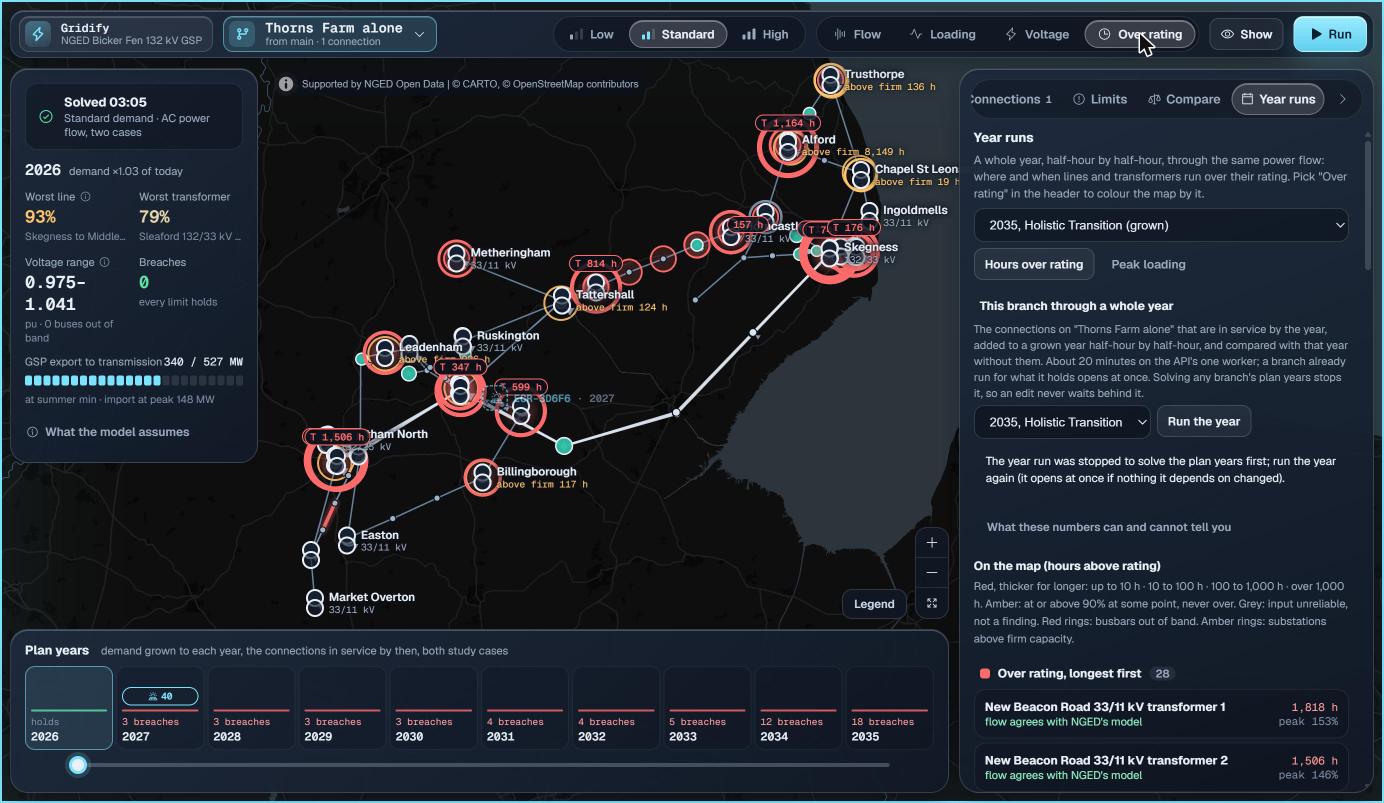 Gridify
NGED Bicker Fen 132 kV GSP
Thorns Farm alone
from main · 1 connection
Low
Standard
High
Flow
Loading
Voltage
Over rating
Show
Run
Solved 03:05
Standard demand · AC power
flow, two cases
2026 demand ×1.03 of today
Worst line
Worst transformer
93%
79%
Skegness to Middle...
Sleaford 132/33 kV ...
Voltage range
Breaches
0.975–
1.041
0
every limit holds
pu · 0 buses out of
band
GSP export to transmission 340 / 527 MW
at summer min · import at peak 148 MW
What the model assumes
Supported by NGED Open Data | © CARTO, © OpenStreetMap contributors
Trusthorpe
above firm 136 h
T 1,164 h
Alford
above firm 8,149 h
Chapel St Leon
above firm 19 h
Ingoldmells
33/11 kV
157 h
33/11 kV
T 7
T 176 h
Skegness
132/33 kV
Metheringham
33/11 kV
T 814 h
Tattershall
above firm 124 h
Ruskington
33/11 kV
Leadenham
above firm
T 347 h
T 599 h
ECR-3D6F6 · 2027
T 1,506 h
ham North
Billingborough
above firm 117 h
Easton
33/11 kV
Market Overton
33/11 kV
+
−
Legend
Plan years demand grown to each year, the connections in service by then, both study cases
40
holds
2026
3 breaches
2027
3 breaches
2028
3 breaches
2029
3 breaches
2030
4 breaches
2031
4 breaches
2032
5 breaches
2033
12 breaches
2034
18 breaches
2035
Connections 1
Limits
Compare
Year runs
Year runs
A whole year, half-hour by half-hour, through the same power flow:
where and when lines and transformers run over their rating. Pick "Over
rating" in the header to colour the map by it.
2035, Holistic Transition (grown)
Hours over rating
Peak loading
This branch through a whole year
The connections on "Thorns Farm alone" that are in service by the year,
added to a grown year half-hour by half-hour, and compared with that year
without them. About 20 minutes on the API's one worker; a branch already
run for what it holds opens at once. Solving any branch's plan years stops
it, so an edit never waits behind it.
2035, Holistic Transition
Run the year
The year run was stopped to solve the plan years first; run the year
again (it opens at once if nothing it depends on changed).
What these numbers can and cannot tell you
On the map (hours above rating)
Red, thicker for longer: up to 10 h · 10 to 100 h · 100 to 1,000 h · over 1,000
h. Amber: at or above 90% at some point, never over. Grey: input unreliable,
not a finding. Red rings: busbars out of band. Amber rings: substations
above firm capacity.
Over rating, longest first 28
New Beacon Road 33/11 kV transformer 1
1,818 h
flow agrees with NGED's model
peak 153%
New Beacon Road 33/11 kV transformer 2
1,506 h
flow agrees with NGED's model
peak 146%